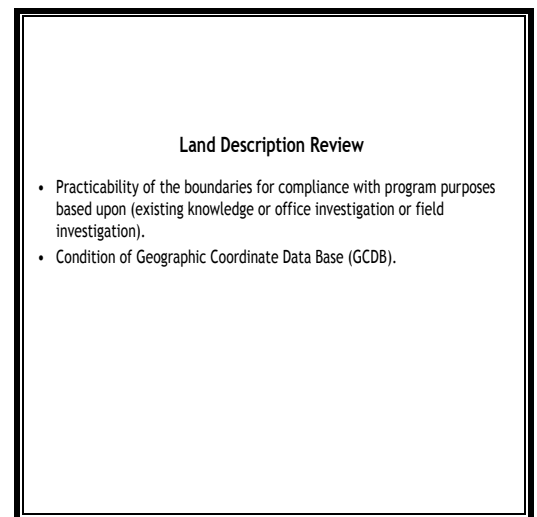 Land Description Review
• Practicability of the boundaries for compliance with program purposes
based upon (existing knowledge or office investigation or field
investigation).
• Condition of Geographic Coordinate Data Base (GCDB).